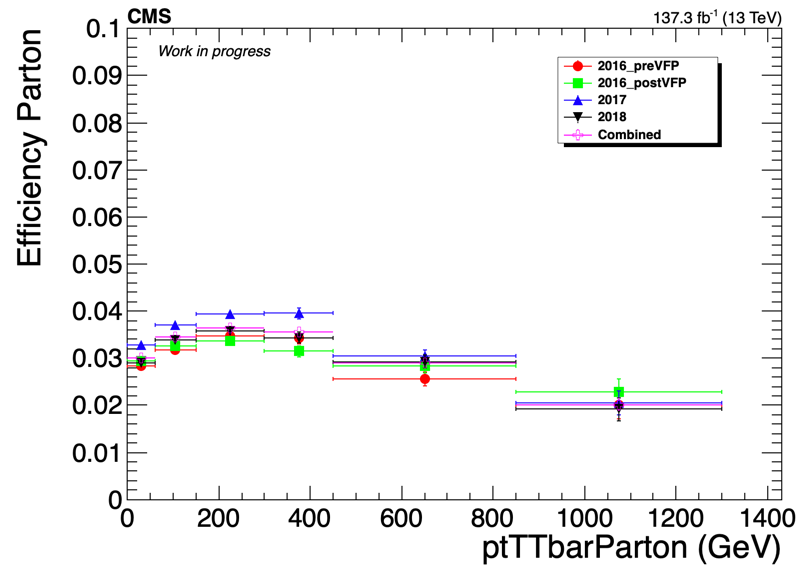 CMS
137.3 fb-1 (13 TeV)
Work in progress
2016_preVFP
2016_postVFP
2017
2018
Combined
Efficiency Parton
0.1
0.09
0.08
0.07
0.06
0.05
0.04
0.03
0.02
0.01
0
0 200 400 600 800 1000 1200 1400
ptTTbarParton (GeV)